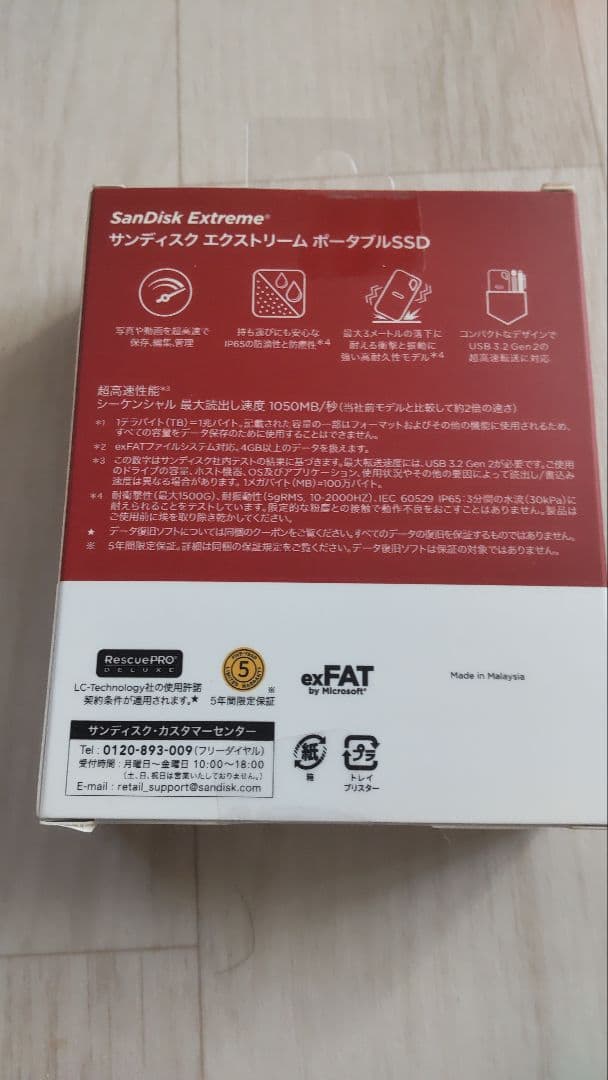 SanDisk Extreme®
サンディスク エクストリーム ポータブルSSD
写真や動画を超高速で
保存、編集、管理
持ち運びにも安心な
IP65の防滴性と防塵性*4
最大3メートルの落下に
耐える衝撃と振動に
強い高耐久性モデル*4
コンパクトなデザインで
USB 3.2 Gen 2の
超高速転送に対応
超高速性能*3
シーケンシャル 最大読出し速度 1050MB/秒(当社前モデルと比較して約2倍の速さ)
*1 1テラバイト(TB)=1兆バイト。記載された容量の一部はフォーマットおよびその他の機能に使用されるため、
すべての容量をデータ保存のために使用することはできません。
*2 exFATファイルシステム対応、4GB以上のデータを扱えます。
*3 この数字はサンディスク社内テストの結果に基づきます。最大転送速度には、USB 3.2 Gen 2が必要です。ご使用
のドライブの容量、ホスト機器、OS及びアプリケーション、使用状況やその他の要因によって読出し/書込み
速度は異なる場合があります。1メガバイト(MB)=100万バイト。
*4 耐衝撃性(最大1500G)、耐振動性(5gRMS, 10-2000HZ)、IEC 60529 IP65:3分間の水流(30kPa)に
耐えられることをテストしています。限定的な粉塵との接触で動作不良をおこすことはありません。製品は
ご使用前に埃を取り除き乾かしてください。
★ データ復旧ソフトについては同梱のクーポンをご覧ください。すべてのデータの復旧を保証するものではありません。
※ 5年間限定保証。詳細は同梱の保証規定をご覧ください。データ復旧ソフトは保証の対象ではありません。
RescuePRO®
DELUXE
LC-Technology社の使用許諾
契約条件が適用されます。★
5
※
5年間限定保証
exFAT
by Microsoft®
Made in Malaysia
サンディスク・カスタマーセンター
Tel : 0120-893-009(フリーダイヤル)
受付時間 : 月曜日〜金曜日 10:00〜18:00
(土、日、祝日は営業いたしておりません。)
E-mail : retail_support@sandisk.com
紙
箱
プラ
トレイ
ブリスター